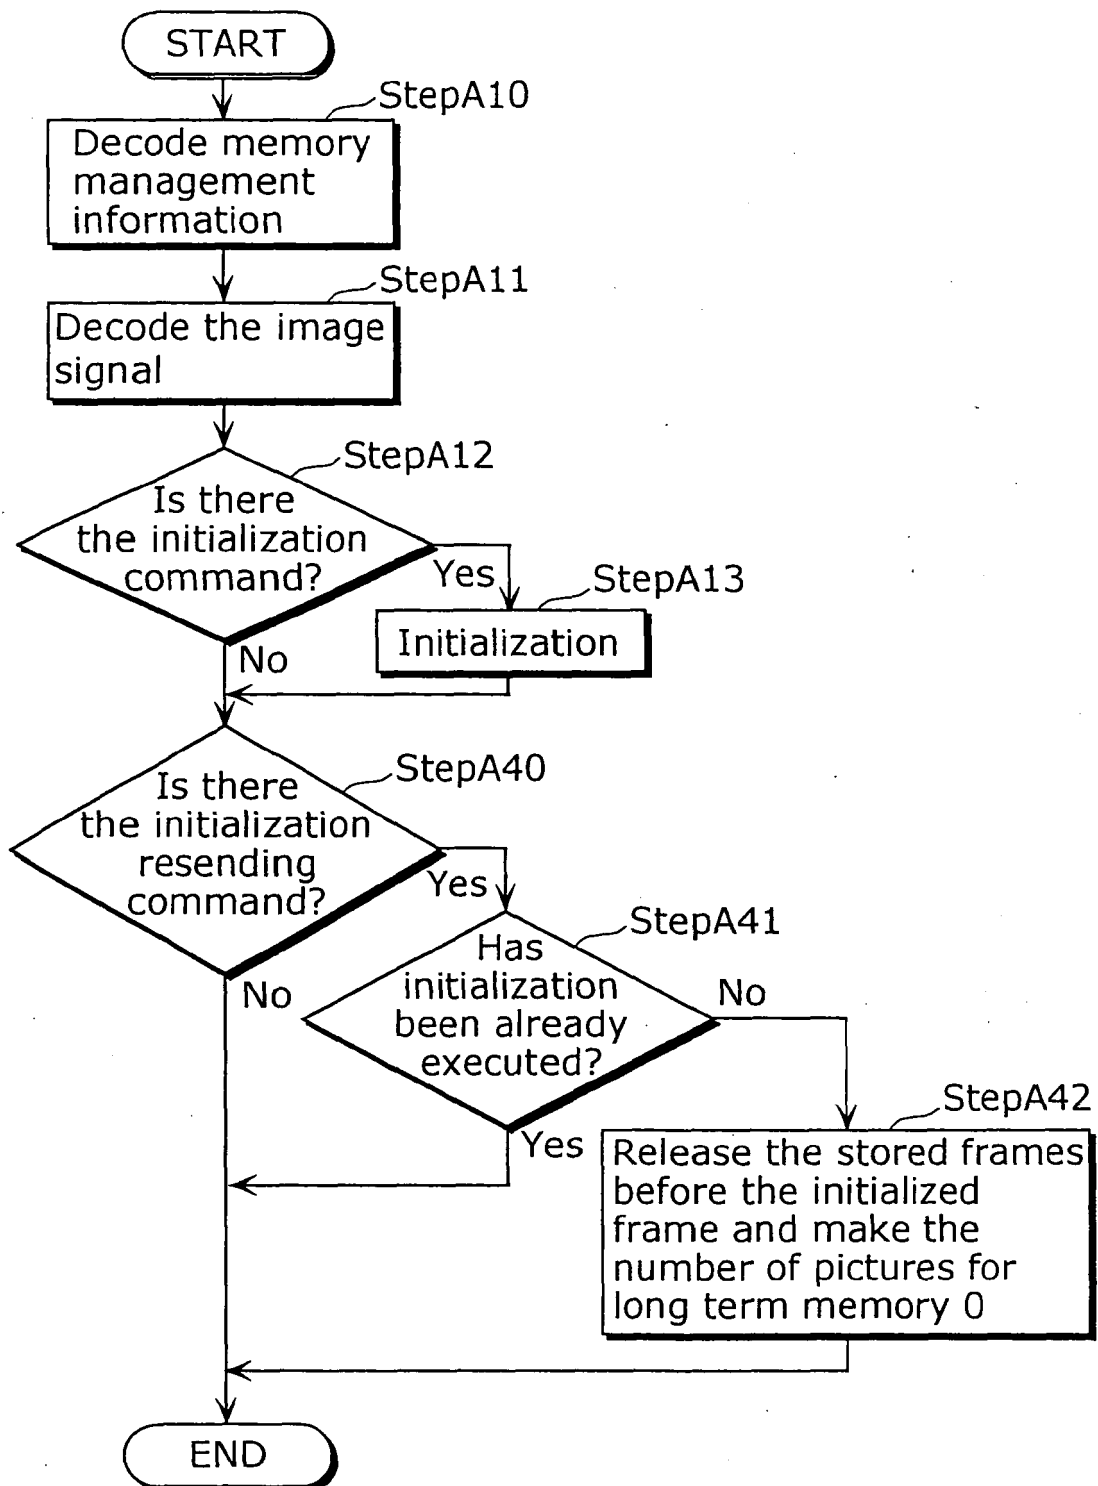 START
StepA10
Decode memory
management
information
StepA11
Decode the image
signal
StepA12
Is there
the initialization
command?
Yes
StepA13
Initialization
No
StepA40
Is there
the initialization
resending
command?
Yes
StepA41
Has
initialization
been already
executed?
No
No
StepA42
Yes
Release the stored frames
before the initialized
frame and make the
number of pictures for
long term memory 0
END